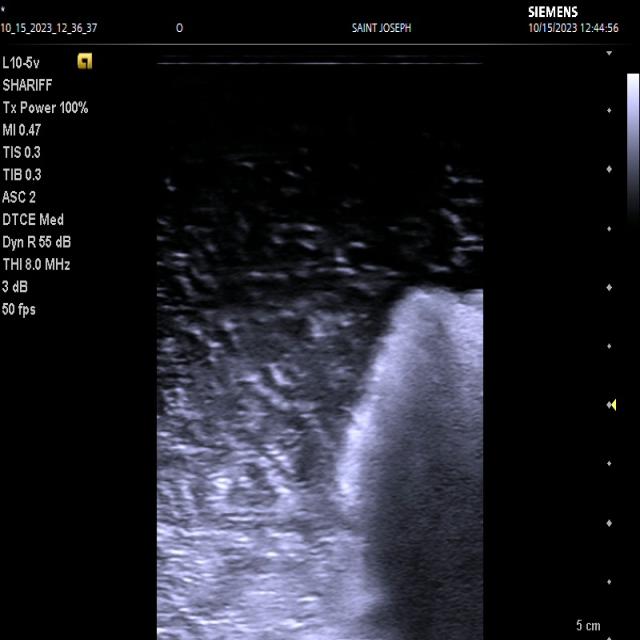 SIEMENS
10_15_2023_12_36_37 O SAINT JOSEPH 10/15/2023 12:44:56
L10-5v
SHARIFF
Tx Power 100%
MI 0.47
TIS 0.3
TIB 0.3
ASC 2
DTCE Med
Dyn R 55 dB
THI 8.0 MHz
3 dB
50 fps
5 cm